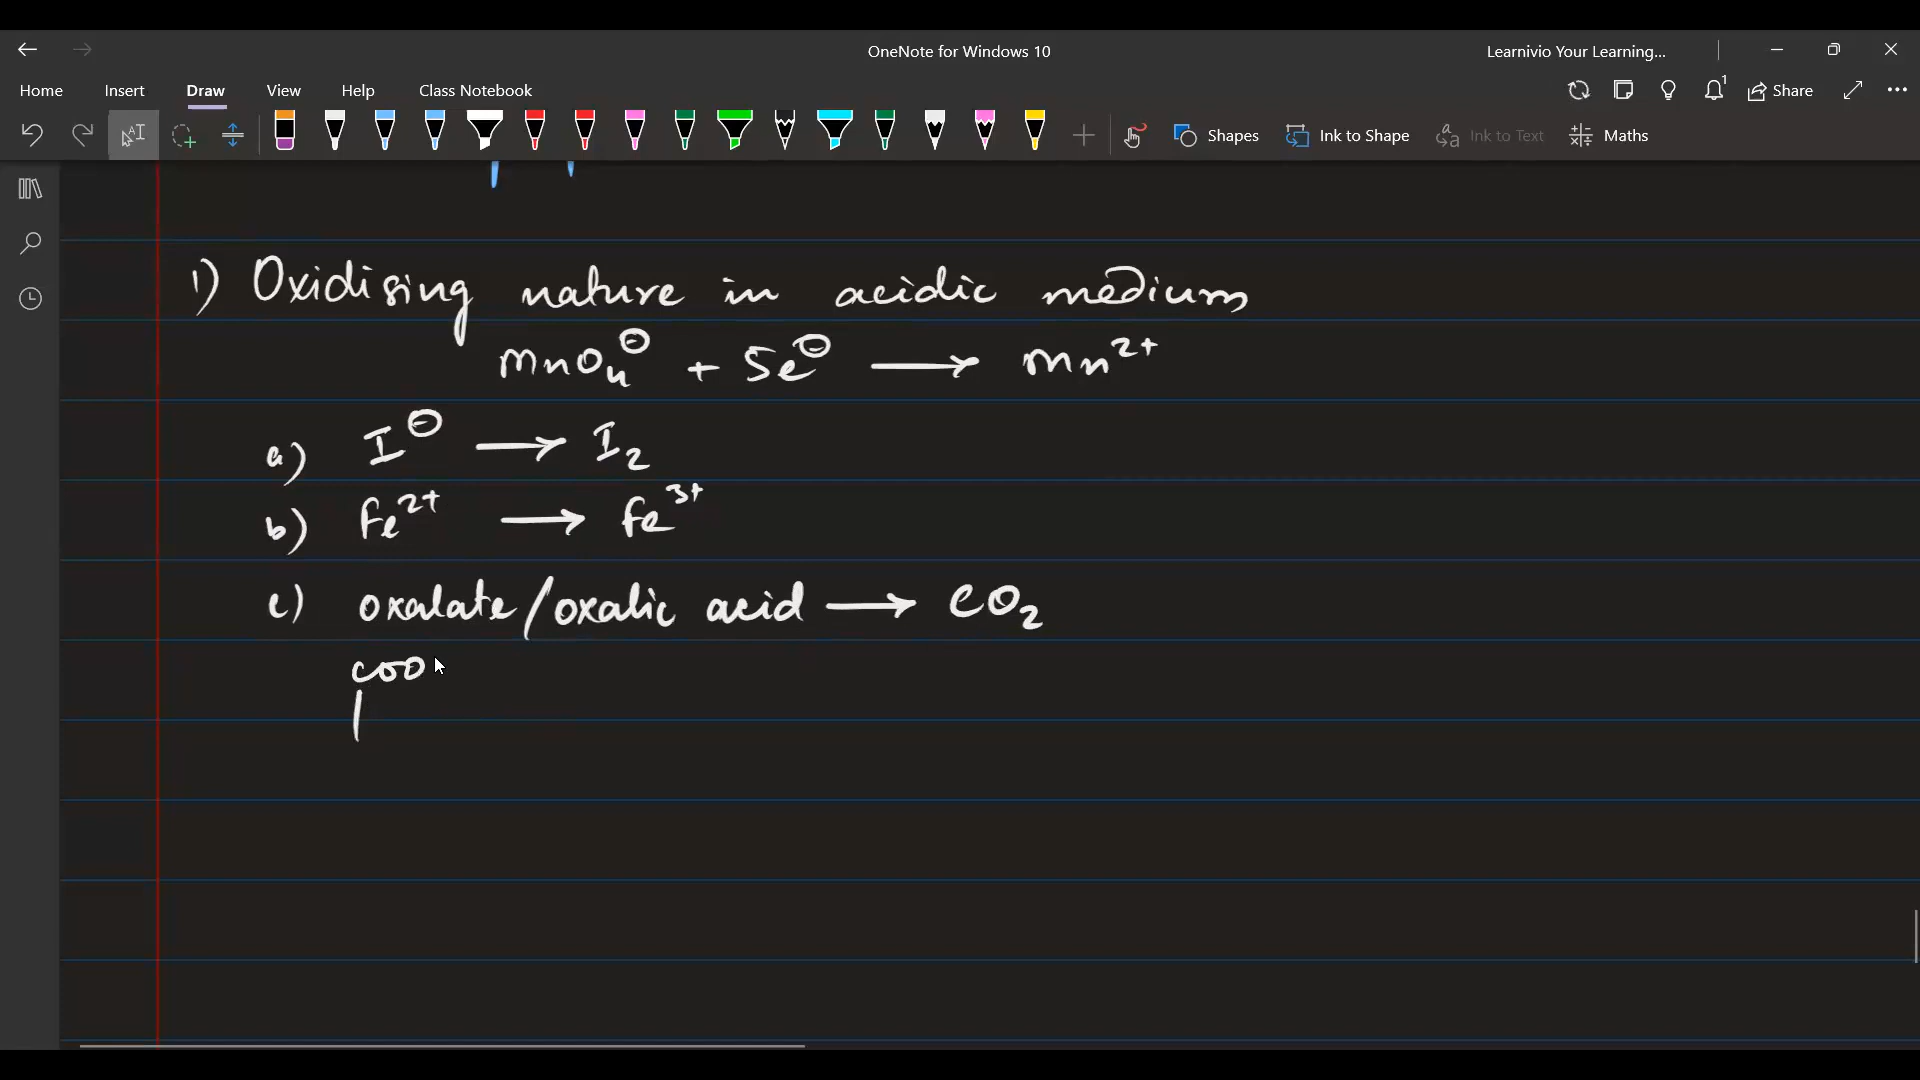 OneNote for Windows 10
Learnivio Your Learning...
Home Insert Draw View Help Class Notebook
1
Share
Shapes
Ink to Shape
Ink to Text
Maths
1) Oxidising nature in acidic medium
MnO₄⊖ + 5e⊖ ⟶ Mn²⁺
a) I⊖ ⟶ I₂
b) Fe²⁺ ⟶ Fe³⁺
c) oxalate/oxalic acid ⟶ CO₂
COO
|